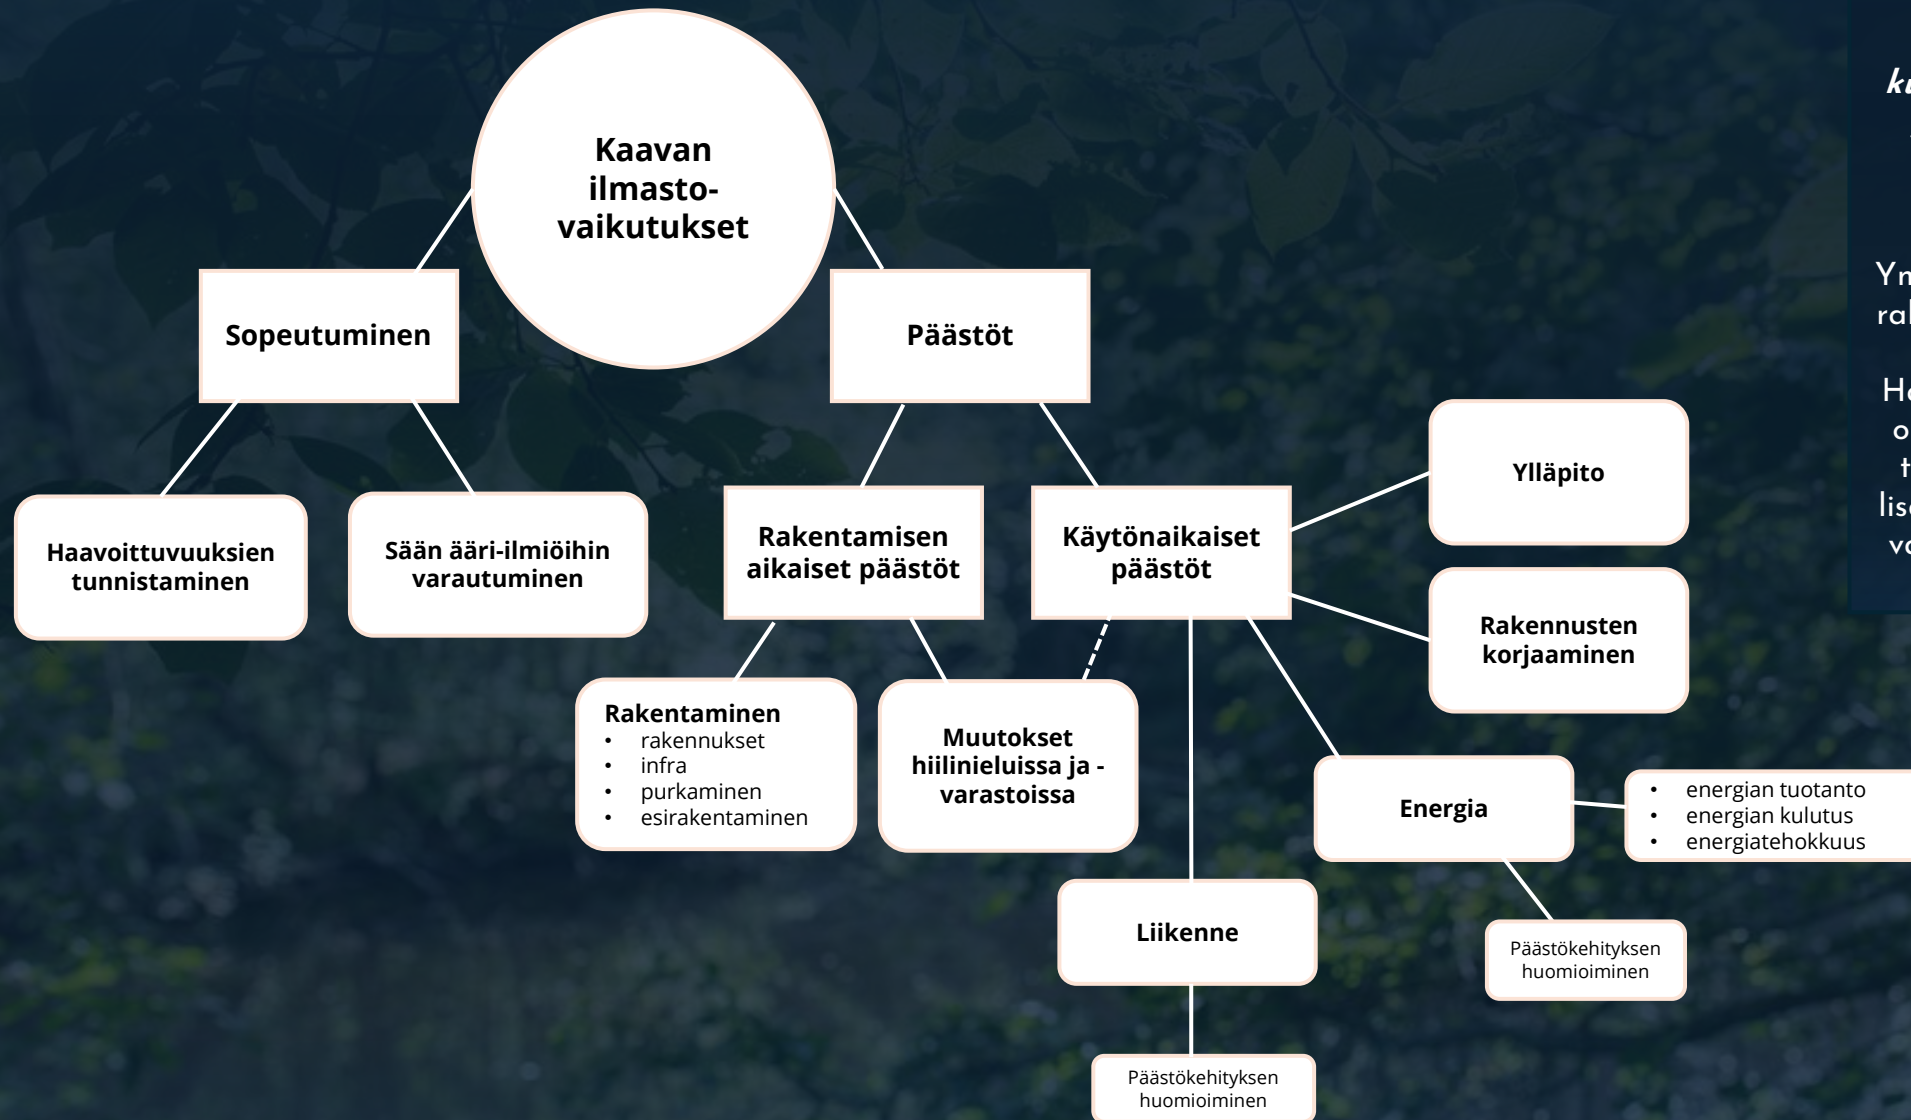 Kaavan
ilmasto-
vaikutukset
Sopeutuminen
Päästöt
Haavoittuvuuksien
tunnistaminen
Sään ääri-ilmiöihin
varautuminen
Rakentamisen
aikaiset päästöt
Käytönaikaiset
päästöt
Ylläpito
Rakennusten
korjaaminen
Rakentaminen
• rakennukset
• infra
• purkaminen
• esirakentaminen
Muutokset
hiilinieluissa ja -
varastoissa
Energia
• energian tuotanto
• energian kulutus
• energiatehokkuus
Liikenne
Päästökehityksen
huomioiminen
Päästökehityksen
huomioiminen